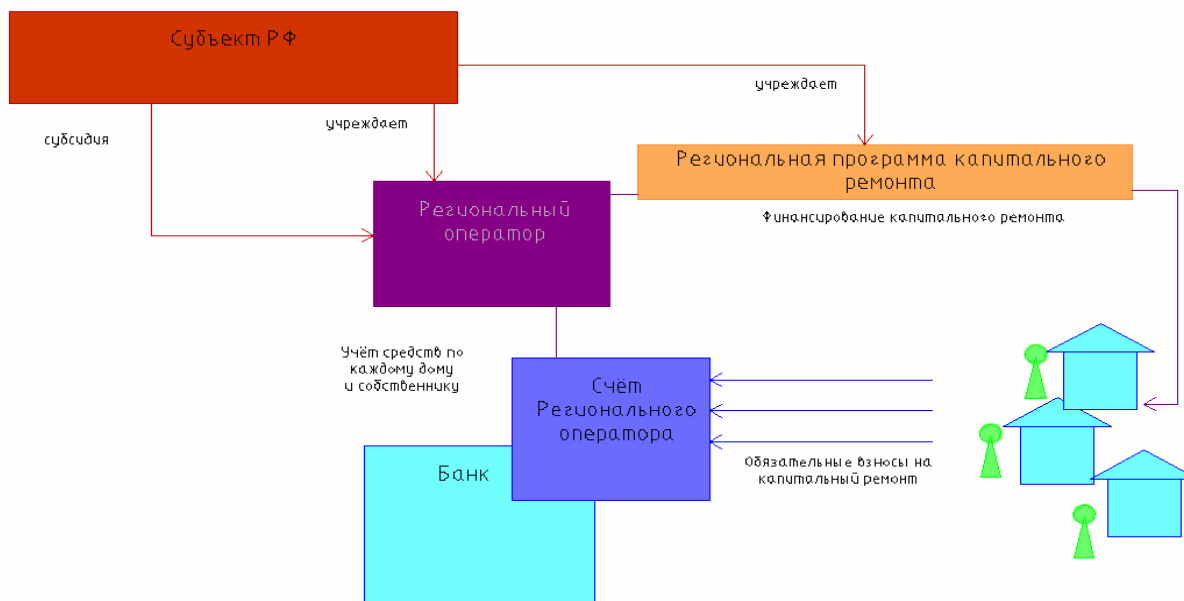 Субъект РФ
учреждает
субсидия
учреждает
Региональная программа капитального
ремонта
Региональный
оператор
Финансирование капитального ремонта
Учёт средств по
каждому дому
и собственнику
Счёт
Регионального
оператора
Обязательные взносы на
капитальный ремонт
Банк